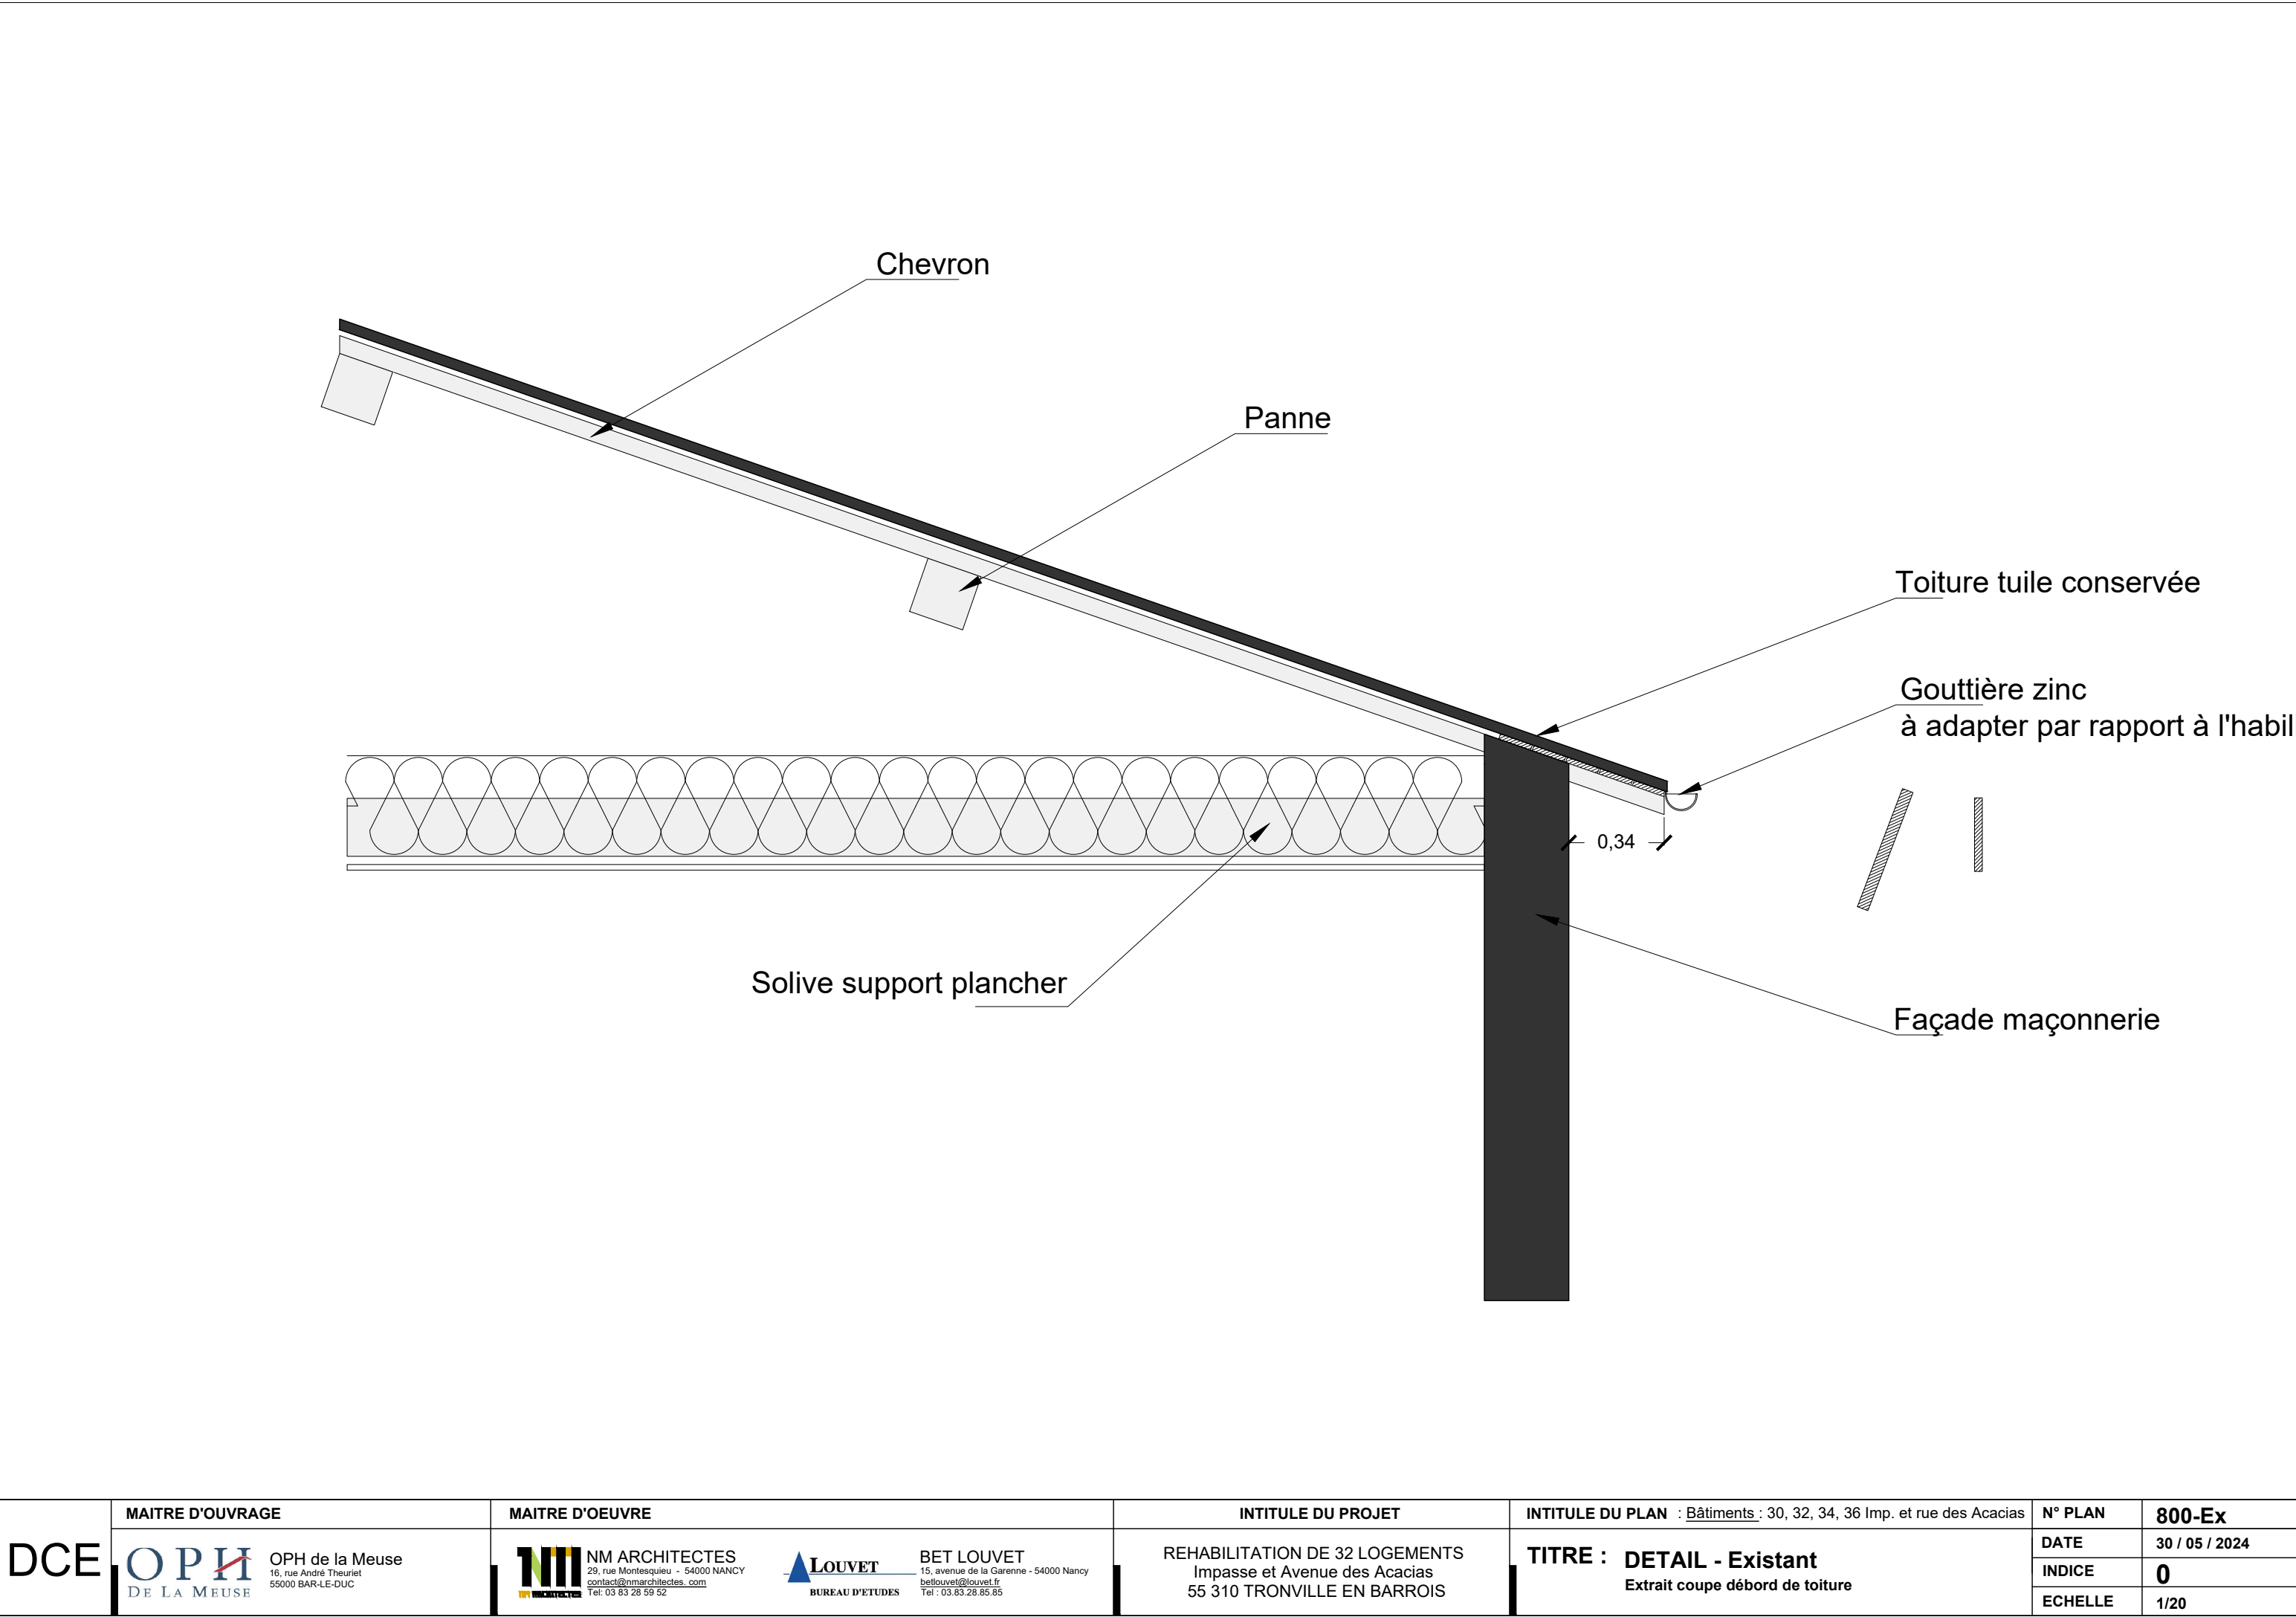 Chevron
Panne
Toiture tuile conservée
Gouttière zinc
à adapter par rapport à l'habil
0,34
Solive support plancher
Façade maçonnerie
DCE
MAITRE D'OUVRAGE
OPH
DE LA MEUSE
OPH de la Meuse
16, rue André Theuriet
55000 BAR-LE-DUC
MAITRE D'OEUVRE
NM ARCHITECTES
29, rue Montesquieu - 54000 NANCY
contact@nmarchitectes. com
Tel: 03 83 28 59 52
LOUVET
BUREAU D'ETUDES
BET LOUVET
15, avenue de la Garenne - 54000 Nancy
betlouvet@louvet.fr
Tel : 03.83.28.85.85
INTITULE DU PROJET
REHABILITATION DE 32 LOGEMENTS
Impasse et Avenue des Acacias
55 310 TRONVILLE EN BARROIS
INTITULE DU PLAN : Bâtiments : 30, 32, 34, 36 Imp. et rue des Acacias
TITRE : DETAIL - Existant
Extrait coupe débord de toiture
N° PLAN 800-Ex
DATE 30 / 05 / 2024
INDICE 0
ECHELLE 1/20